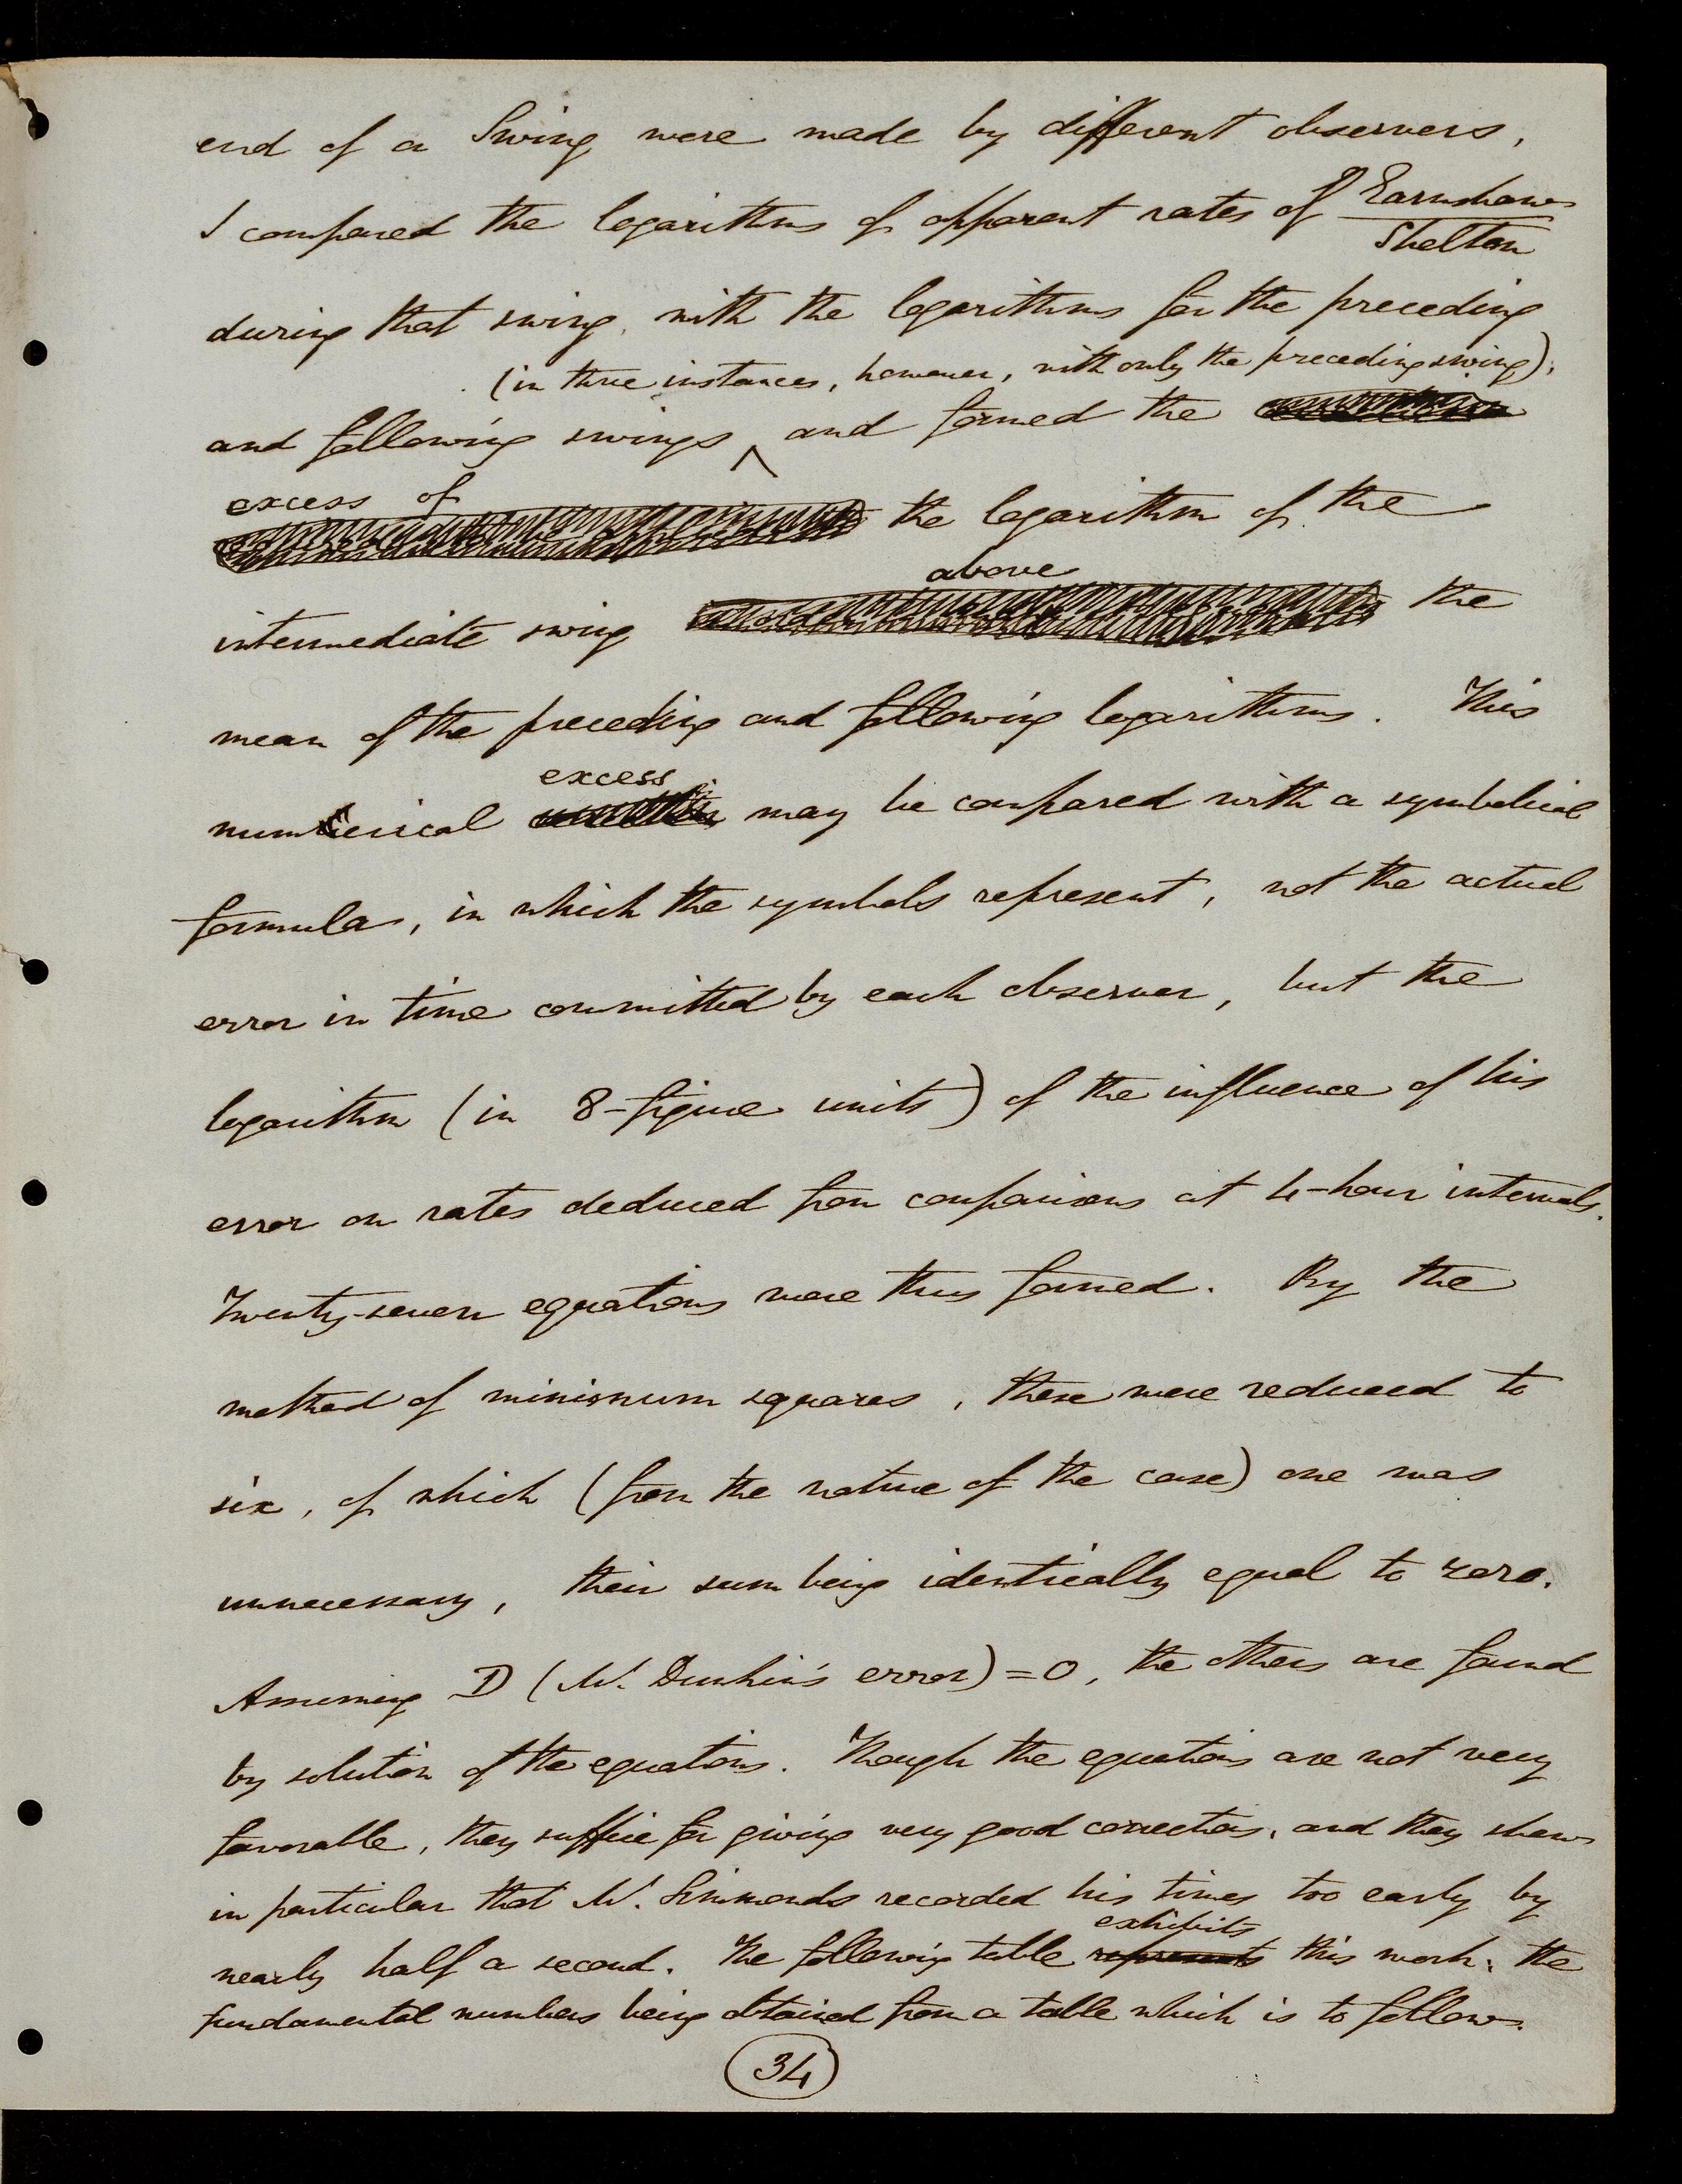 end of a Swing were made by different observers,
I compared the logarithms of apparent rates of Earnshaw
Shelton
during that swing, with the logarithms for the preceding
(in three instances, however, with only the preceding swing),
and following swings ^ and formed the
excess of
the logarithm of the
above
intermediate swing the
mean of the preceding and following logarithms. This
excess
numerical may be compared with a symbolical
formula, in which the symbols represent, not the actual
error in time committed by each observer, but the
logarithm (in 8-figure units) of the influence of his
error on rates deduced from comparisons at 4-hour intervals.
Twenty-seven equations were thus formed. By the
method of minimum squares, these were reduced to
six, of which (from the nature of the case) one was
unnecessary, their sum being identically equal to zero.
Assuming D (Mr. Dunkin's error) = 0, the others are found
by solution of the equations. Though the equations are not very
favorable, they suffice for giving very good corrections, and they shew
in particular that Mr. Simmonds recorded his times too early by
exhibits
nearly half a second. The following table represents this work: the
fundamental numbers being obtained from a table which is to follow.
34